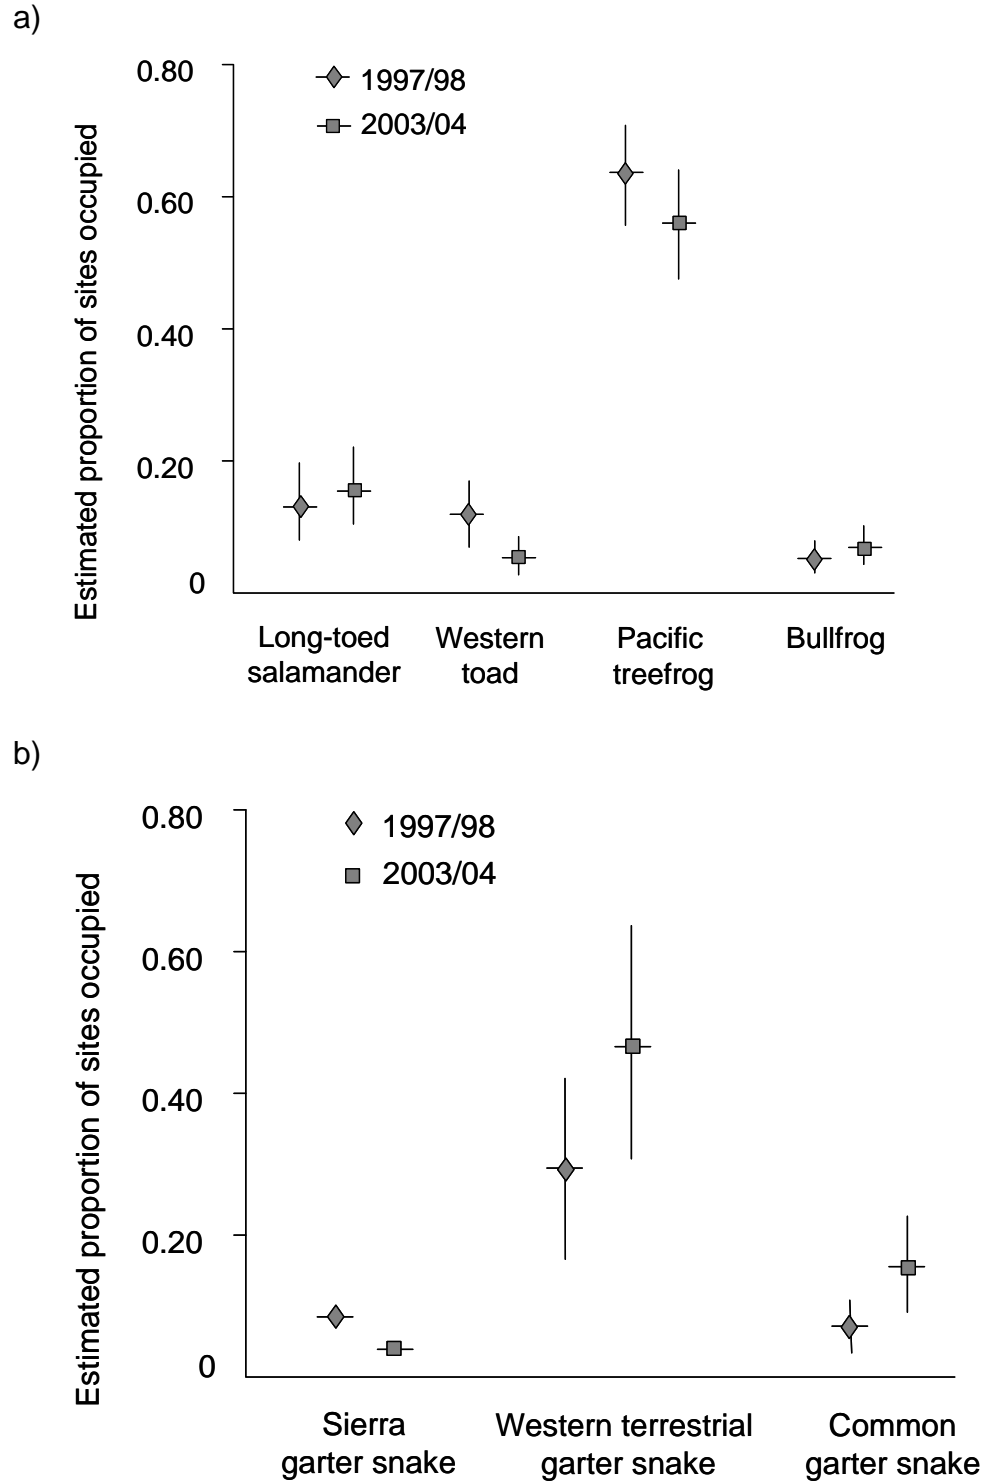 a)
Estimated proportion of sites occupied
0.80
0.60
0.40
0.20
0
1997/98
2003/04
Long-toed
salamander
Western
toad
Pacific
treefrog
Bullfrog
b)
Estimated proportion of sites occupied
0.80
0.60
0.40
0.20
0
1997/98
2003/04
Sierra
garter snake
Western terrestrial
garter snake
Common
garter snake